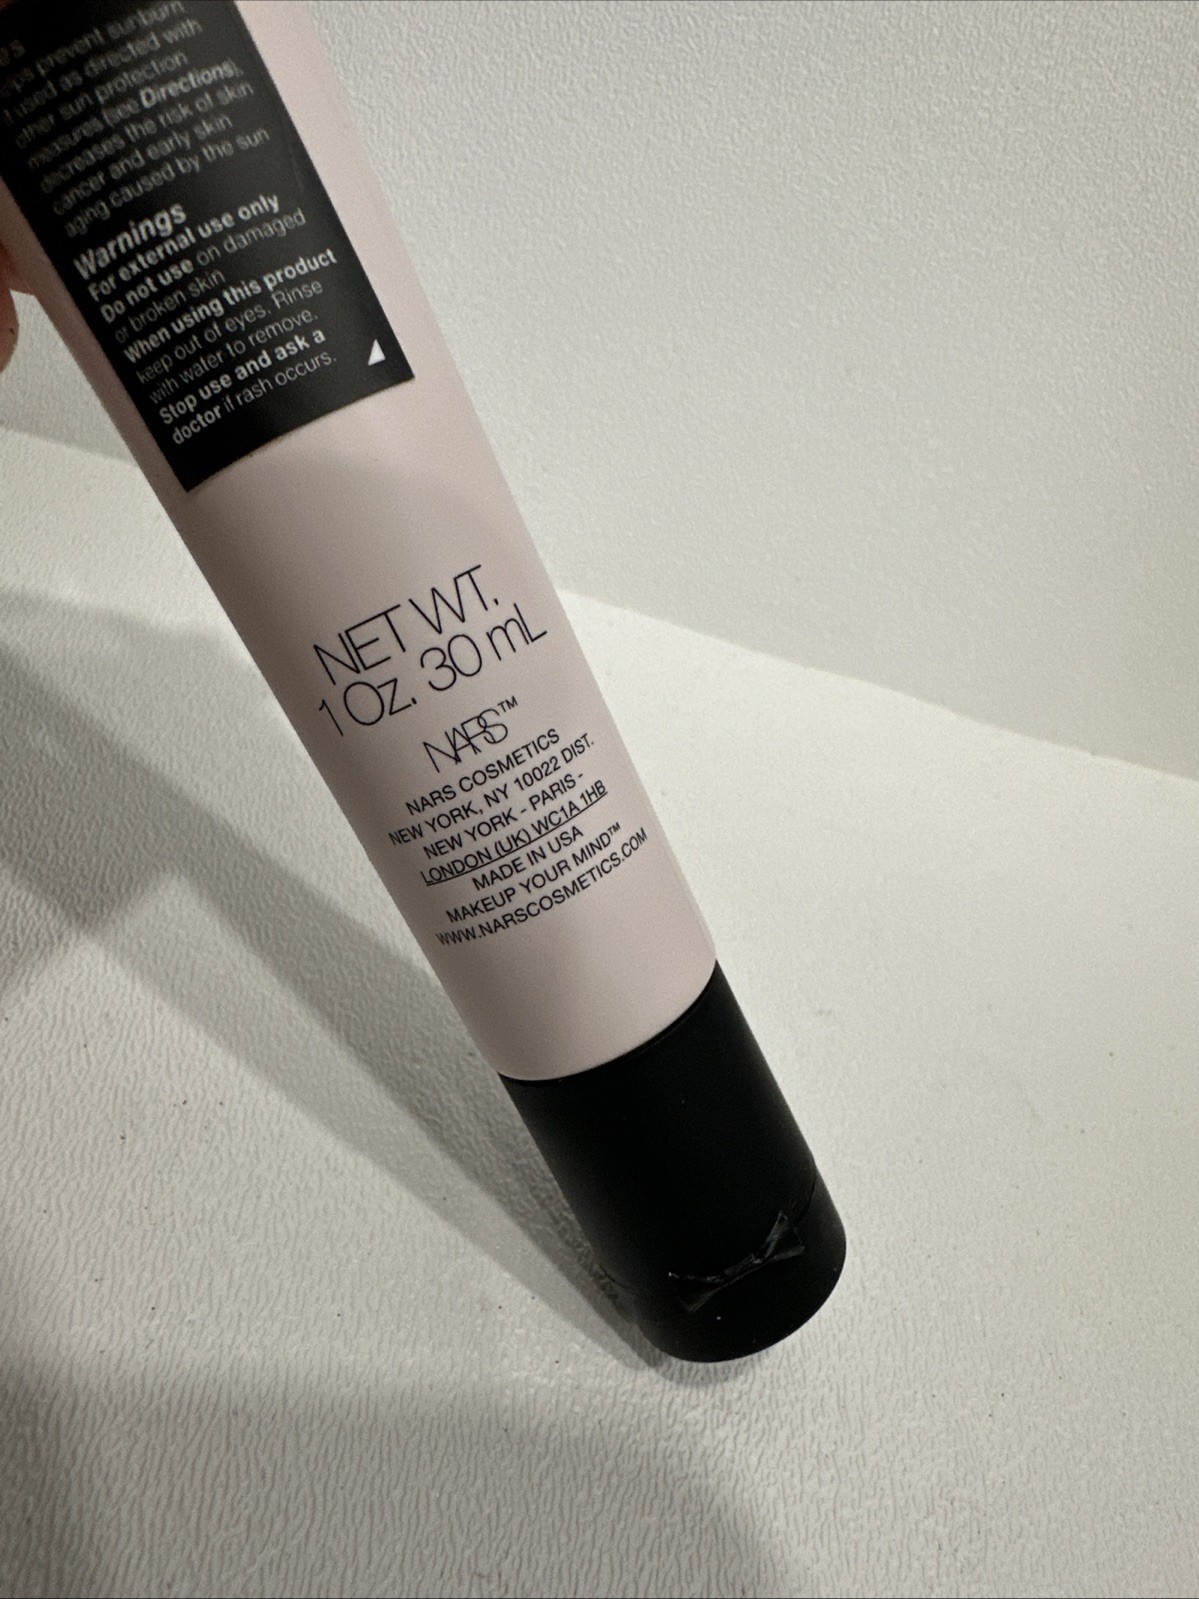 es
prevent sunburn
if used as directed with
other sun protection
measures (see Directions),
decreases the risk of skin
cancer and early skin
aging caused by the sun
Warnings
For external use only
Do not use on damaged
or broken skin
When using this product
keep out of eyes. Rinse
with water to remove.
Stop use and ask a
doctor if rash occurs.
NET WT.
1 Oz. 30 mL
NARS™
NARS COSMETICS
NEW YORK, NY 10022 DIST.
NEW YORK - PARIS -
LONDON (UK) WC1A 1HB
MADE IN USA
MAKEUP YOUR MIND™
WWW.NARSCOSMETICS.COM